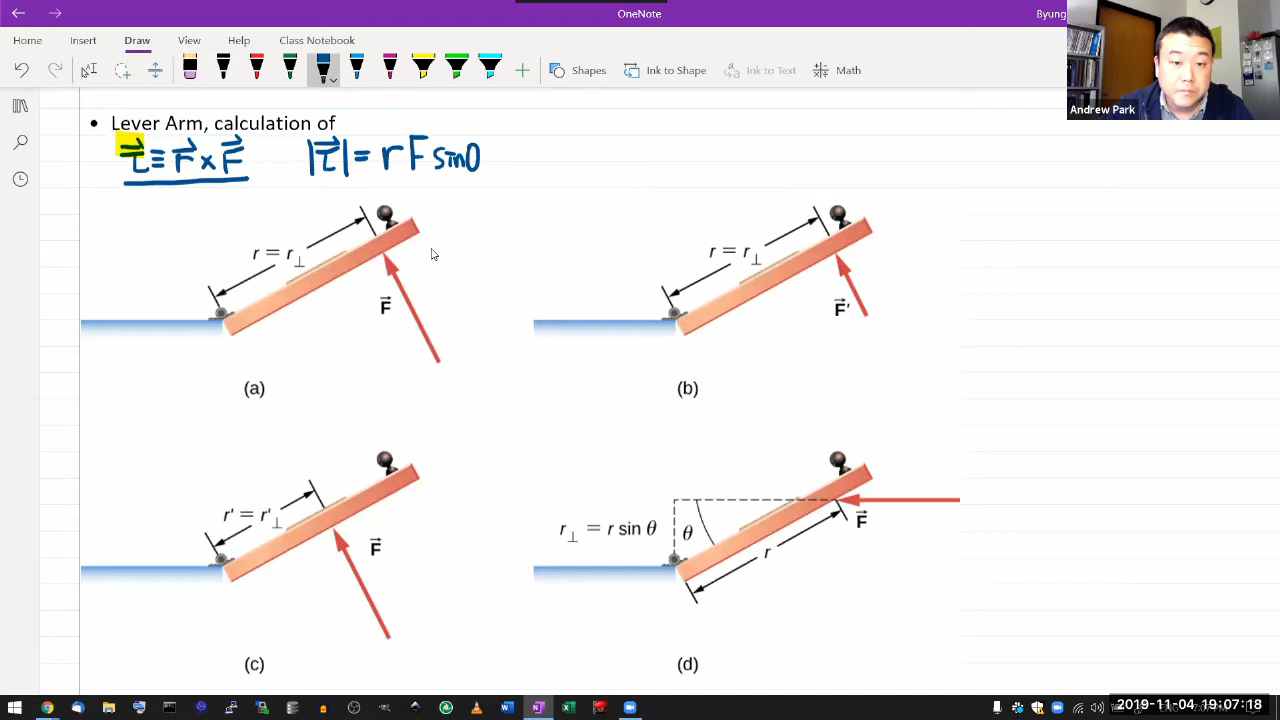 OneNote
Byung
Home Insert Draw View Help Class Notebook
Shapes Ink to Shape Ink to Text Math
Andrew Park
• Lever Arm, calculation of
τ⃗ ≡ r⃗ × F⃗ |τ⃗| = r F sinθ
r = r⊥
F⃗
(a)
r = r⊥
F⃗'
(b)
r' = r'⊥
F⃗
(c)
r⊥ = r sin θ
θ
r
F⃗
(d)
2019-11-04 19:07:18